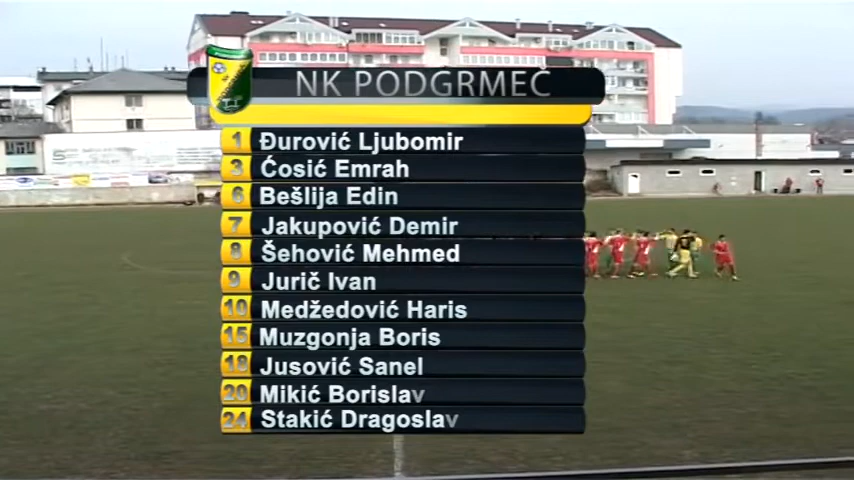 NK PODGRMEČ
1 Đurović Ljubomir
3 Ćosić Emrah
6 Bešlija Edin
7 Jakupović Demir
8 Šehović Mehmed
9 Jurič Ivan
10 Medžedović Haris
15 Muzgonja Boris
18 Jusović Sanel
20 Mikić Borislav
24 Stakić Dragoslav